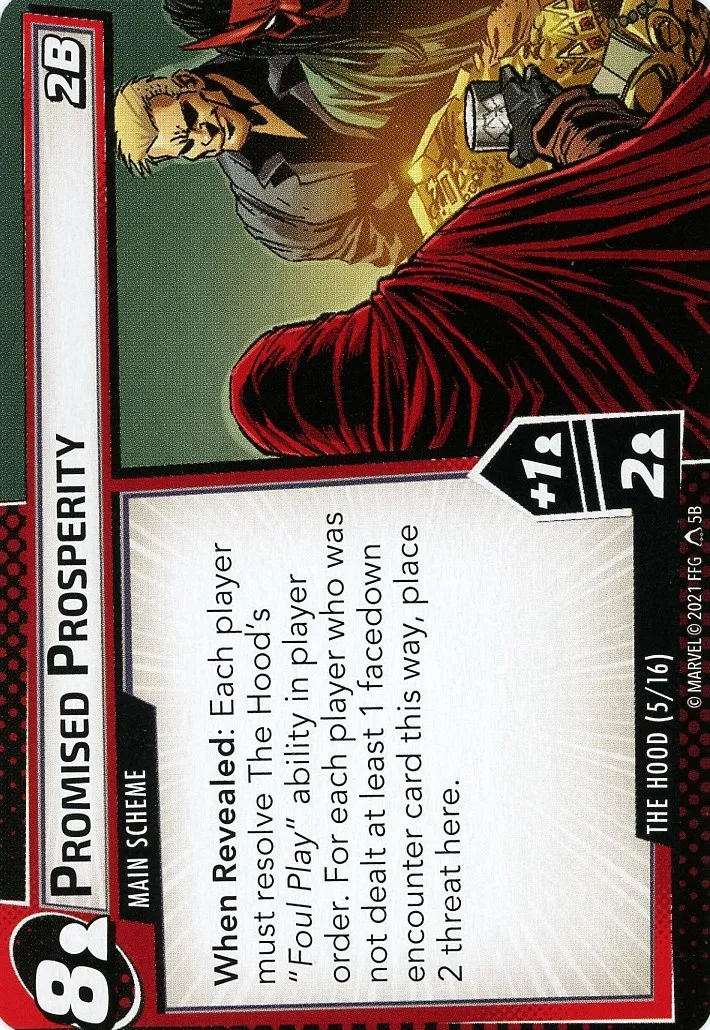 8
PROMISED PROSPERITY
2B
MAIN SCHEME
When Revealed: Each player
must resolve The Hood's
"Foul Play" ability in player
order. For each player who was
not dealt at least 1 facedown
encounter card this way, place
2 threat here.
+1
2
THE HOOD (5/16)
© MARVEL © 2021 FFG 5B